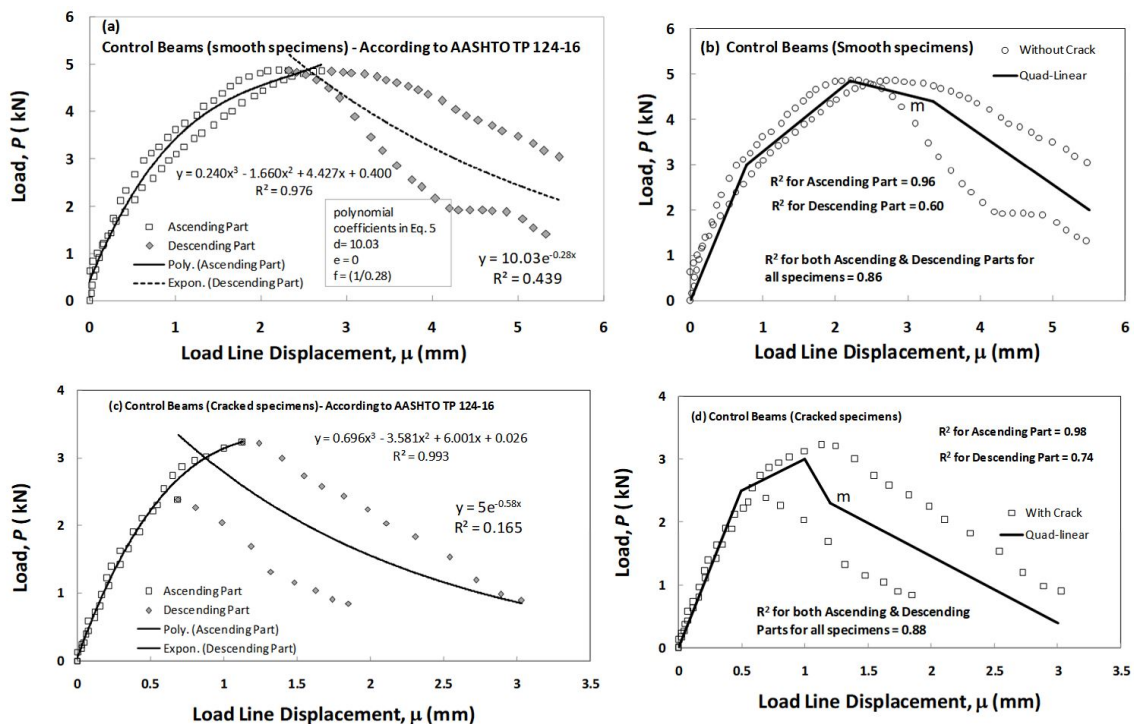 (a)
Control Beams (smooth specimens) - According to AASHTO TP 124-16
6
5
4
3
2
1
0
Load, P ( kN)
y = 0.240x³ - 1.660x² + 4.427x + 0.400
R² = 0.976
Ascending Part
Descending Part
Poly. (Ascending Part)
Expon. (Descending Part)
polynomial
coefficients in Eq. 5
d= 10.03
e = 0
f = (1/0.28)
y = 10.03e^-0.28x
R² = 0.439
0 1 2 3 4 5 6
Load Line Displacement, µ (mm)
(b) Control Beams (Smooth specimens)
6
5
4
3
2
1
0
Load, P ( kN)
Without Crack
Quad-Linear
m
R² for Ascending Part = 0.96
R² for Descending Part = 0.60
R² for both Ascending & Descending Parts for
all specimens = 0.86
0 1 2 3 4 5 6
Load Line Displacement, µ (mm)
(c) Control Beams (Cracked specimens)- According to AASHTO TP 124-16
4
3
2
1
0
Load, P ( kN)
y = 0.696x³ - 3.581x² + 6.001x + 0.026
R² = 0.993
y = 5e^-0.58x
R² = 0.165
Ascending Part
Descending Part
Poly. (Ascending Part)
Expon. (Descending Part)
0 0.5 1 1.5 2 2.5 3 3.5
Load Line Displacement, µ (mm)
(d) Control Beams (Cracked specimens)
4
3
2
1
0
Load, P ( kN)
R² for Ascending Part = 0.98
R² for Descending Part = 0.74
m
With Crack
Quad-linear
R² for both Ascending & Descending
Parts for all specimens = 0.88
0 0.5 1 1.5 2 2.5 3 3.5
Load Line Displacement, µ (mm)